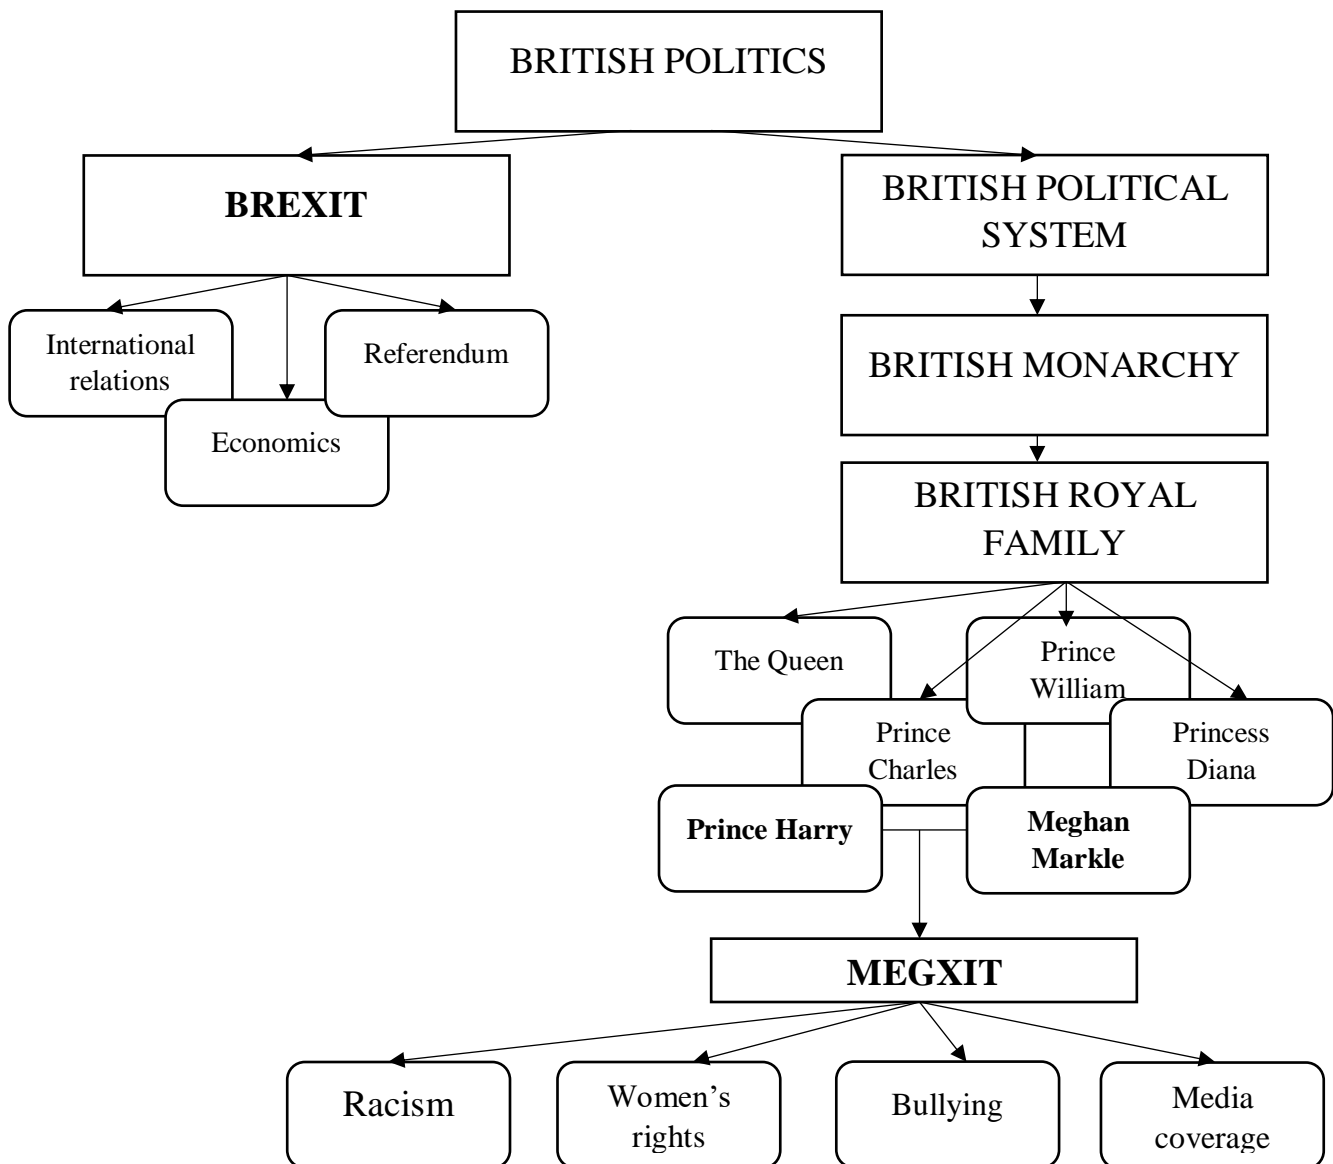 BRITISH POLITICS
BREXIT
BRITISH POLITICAL
SYSTEM
International
relations
Referendum
Economics
BRITISH MONARCHY
BRITISH ROYAL
FAMILY
The Queen
Prince
William
Prince
Charles
Princess
Diana
Prince Harry
Meghan
Markle
MEGXIT
Racism
Women’s
rights
Bullying
Media
coverage